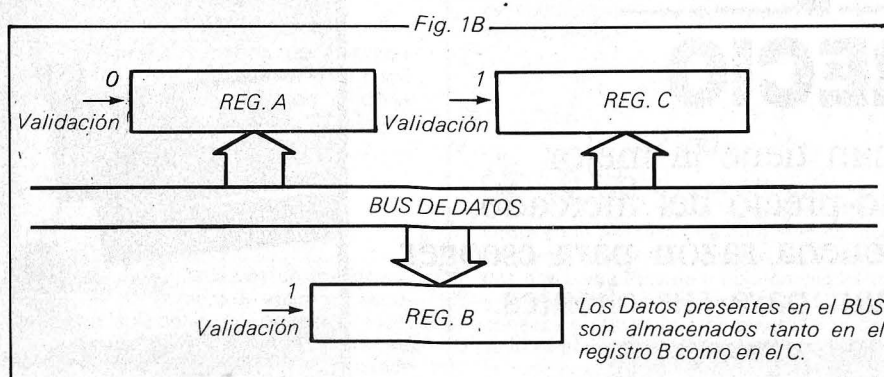 Fig. 1B
0
Validación
REG. A
1
Validación
REG. C
BUS DE DATOS
1
Validación
REG. B
Los Datos presentes en el BUS
son almacenados tanto en el
registro B como en el C.